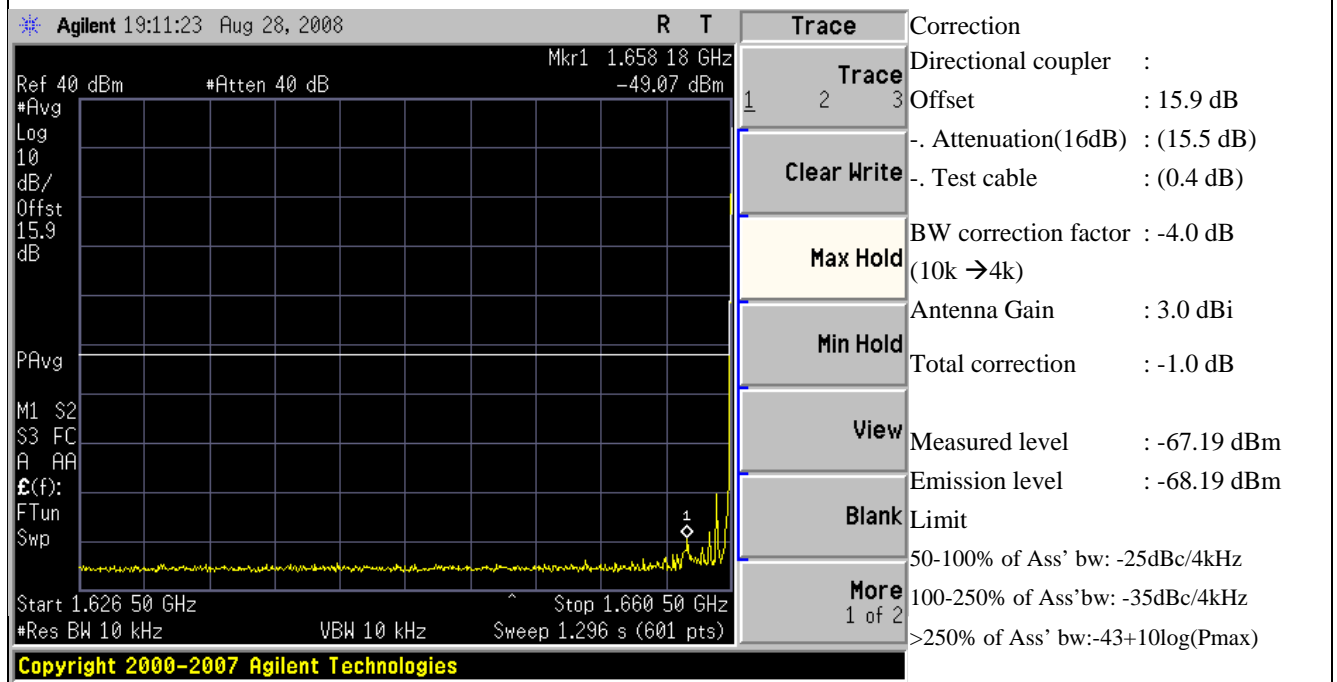 Agilent 19:11:23 Aug 28, 2008 R T
Mkr1 1.658 18 GHz
Ref 40 dBm #Atten 40 dB -49.07 dBm
#Avg
Log
10
dB/
Offst
15.9
dB
PAvg
M1 S2
S3 FC
A AA
£(f):
FTun
Swp
1
Start 1.626 50 GHz ^ Stop 1.660 50 GHz
#Res BW 10 kHz VBW 10 kHz Sweep 1.296 s (601 pts)
Copyright 2000-2007 Agilent Technologies
Trace
Trace
1 2 3
Clear Write
Max Hold
Min Hold
View
Blank
More
1 of 2
Correction
Directional coupler :
Offset : 15.9 dB
-. Attenuation(16dB) : (15.5 dB)
-. Test cable : (0.4 dB)
BW correction factor : -4.0 dB
(10k →4k)
Antenna Gain : 3.0 dBi
Total correction : -1.0 dB
Measured level : -67.19 dBm
Emission level : -68.19 dBm
Limit
50-100% of Ass' bw: -25dBc/4kHz
100-250% of Ass'bw: -35dBc/4kHz
>250% of Ass' bw:-43+10log(Pmax)